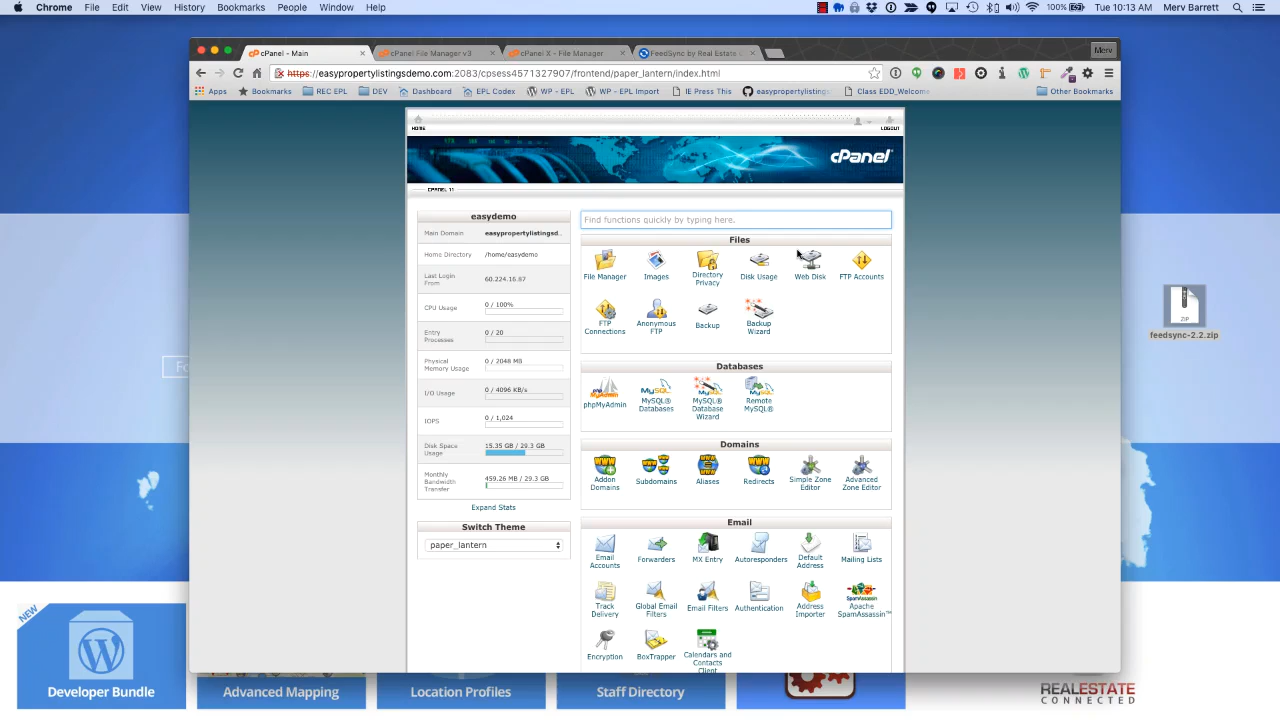 Chrome File Edit View History Bookmarks People Window Help
100% Tue 10:13 AM Merv Barrett
cPanel - Main
cPanel File Manager v3
cPanel X - File Manager
FeedSync by Real Estate
Merv
https://easypropertylistingsdemo.com:2083/cpsess4571327907/frontend/paper_lantern/index.html
Apps Bookmarks REC EPL DEV Dashboard EPL Codex WP - EPL WP - EPL Import IE Press This easypropertylistings Class EDD_Welcome Other Bookmarks
HOME
LOGOUT
cPanel
CPANEL 11
easydemo
Main Domain easypropertylistingsd..
Home Directory /home/easydemo
Last Login From 60.224.16.87
CPU Usage 0 / 100%
Entry Processes 0 / 20
Physical Memory Usage 0 / 2048 MB
I/O Usage 0 / 4096 KB/s
IOPS 0 / 1,024
Disk Space Usage 15.35 GB / 29.3 GB
Monthly Bandwidth Transfer 459.26 MB / 29.3 GB
Expand Stats
Switch Theme
paper_lantern
Find functions quickly by typing here.
Files
File Manager Images Directory Privacy Disk Usage Web Disk FTP Accounts
FTP Connections Anonymous FTP Backup Backup Wizard
Databases
phpMyAdmin MySQL® Databases MySQL® Database Wizard Remote MySQL®
Domains
Addon Domains Subdomains Aliases Redirects Simple Zone Editor Advanced Zone Editor
Email
Email Accounts Forwarders MX Entry Autoresponders Default Address Mailing Lists
Track Delivery Global Email Filters Email Filters Authentication Address Importer Apache SpamAssassin™
Encryption BoxTrapper Calendars and Contacts Client
ZIP
feedsync-2.2.zip
NEW
Developer Bundle
Advanced Mapping
Location Profiles
Staff Directory
REALESTATE
CONNECTED